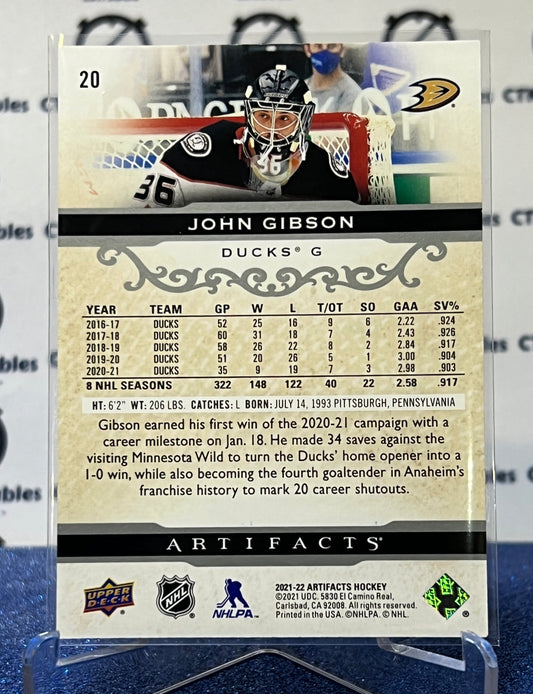 20
36
36
JOHN GIBSON
DUCKS® G
YEAR TEAM GP W L T/OT SO GAA SV%
2016-17 DUCKS 52 25 16 9 6 2.22 .924
2017-18 DUCKS 60 31 18 7 4 2.43 .926
2018-19 DUCKS 58 26 22 8 2 2.84 .917
2019-20 DUCKS 51 20 26 5 1 3.00 .904
2020-21 DUCKS 35 9 19 7 3 2.98 .903
8 NHL SEASONS 322 148 122 40 22 2.58 .917
HT: 6'2" WT: 206 LBS. CATCHES: L BORN: JULY 14, 1993 PITTSBURGH, PENNSYLVANIA
Gibson earned his first win of the 2020-21 campaign with a
career milestone on Jan. 18. He made 34 saves against the
visiting Minnesota Wild to turn the Ducks' home opener into a
1-0 win, while also becoming the fourth goaltender in Anaheim's
franchise history to mark 20 career shutouts.
ARTIFACTS®
UPPER DECK
NHL
NHLPA
2021-22 ARTIFACTS HOCKEY
©2021 UDC. 5830 El Camino Real,
Carlsbad, CA 92008. All rights reserved.
Printed in the USA. ©NHLPA. © NHL.